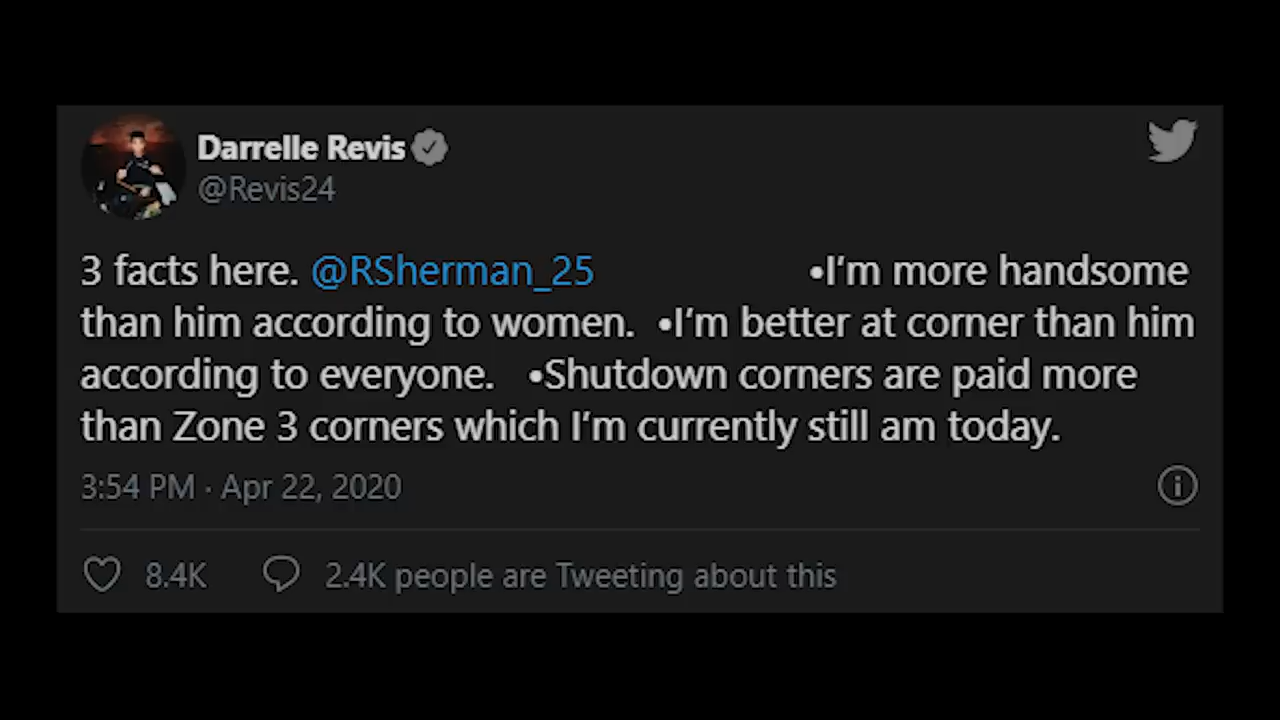 Darrelle Revis
@Revis24
3 facts here. @RSherman_25 •I’m more handsome
than him according to women. •I’m better at corner than him
according to everyone. •Shutdown corners are paid more
than Zone 3 corners which I’m currently still am today.
3:54 PM · Apr 22, 2020
8.4K 2.4K people are Tweeting about this